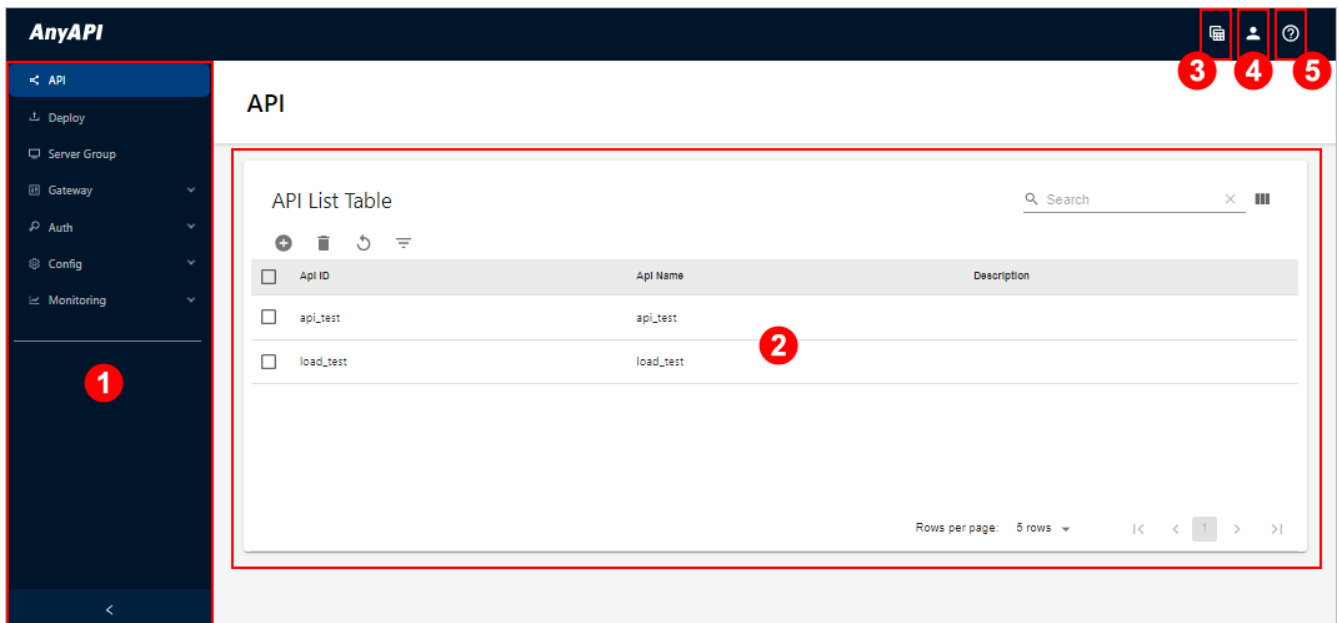 AnyAPI
3 4 5
API
Deploy
Server Group
Gateway
Auth
Config
Monitoring
1
API
API List Table
Search
Api ID Api Name Description
api_test api_test
load_test load_test
2
Rows per page: 5 rows 1